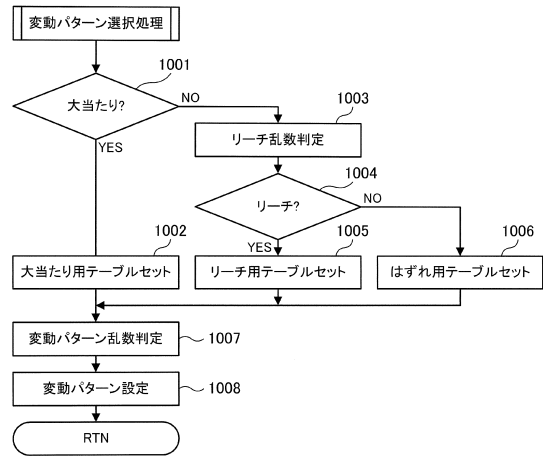 変動パターン選択処理
1001
大当たり?
NO
1003
YES
リーチ乱数判定
1004
リーチ?
NO
1002
YES
1005
1006
大当たり用テーブルセット
リーチ用テーブルセット
はずれ用テーブルセット
変動パターン乱数判定
1007
変動パターン設定
1008
RTN